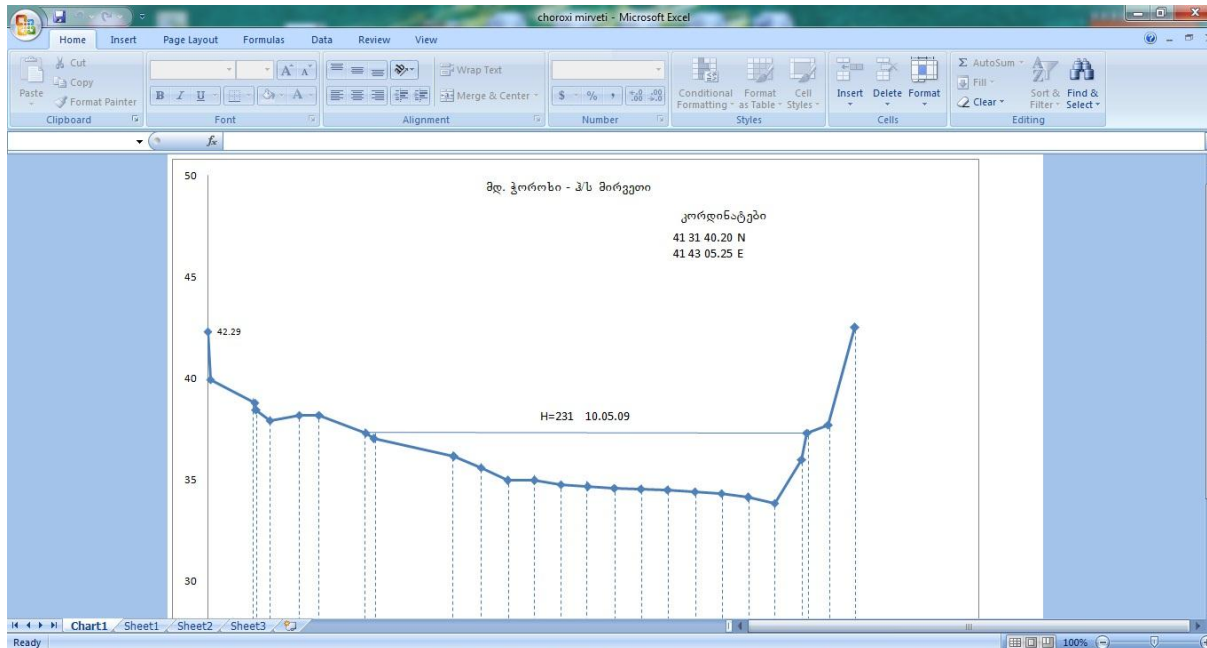 choroxi mirveti - Microsoft Excel
Home Insert Page Layout Formulas Data Review View
Cut
Copy
Format Painter
Paste
Clipboard
B I U
Font
Wrap Text
Merge & Center
Alignment
$ % ,
Number
Conditional Formatting
Format as Table
Cell Styles
Styles
Insert Delete Format
Cells
Σ AutoSum
Fill
Clear
Sort & Filter
Find & Select
Editing
fx
50
მდ. ჭოროხი - ჰ/ს მირვეთი
კორდინატები
41 31 40.20 N
41 43 05.25 E
45
42.29
40
H=231 10.05.09
35
30
Chart1 Sheet1 Sheet2 Sheet3
Ready
100%